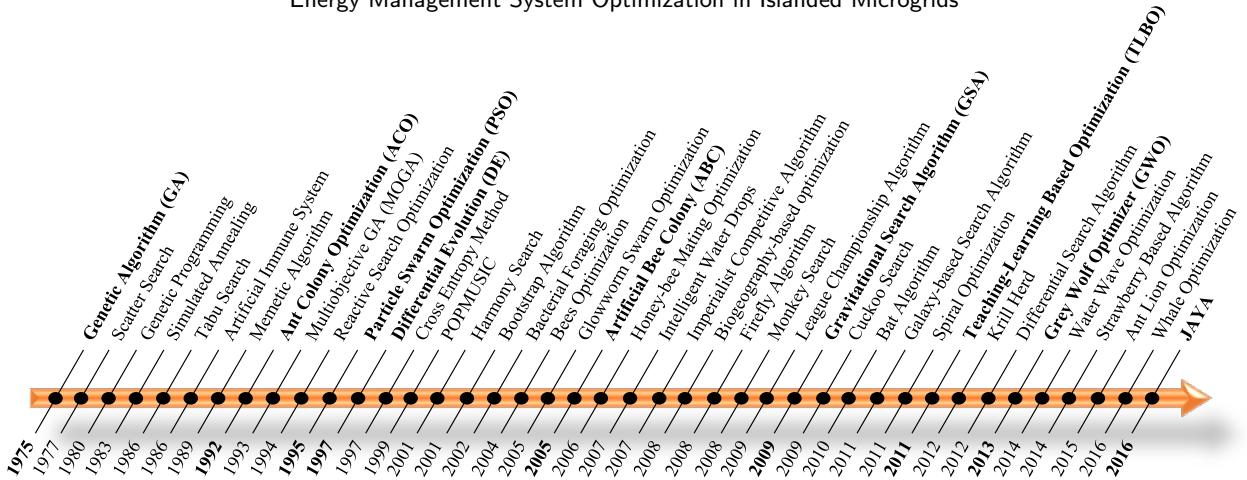 Energy Management System Optimization in Islanded Microgrids
Genetic Algorithm (GA)
Scatter Search
Genetic Programming
Simulated Annealing
Tabu Search
Artificial Immune System
Memetic Algorithm
Ant Colony Optimization (ACO)
Multiobjective GA (MOGA)
Reactive Search Optimization
Particle Swarm Optimization (PSO)
Differential Evolution (DE)
Cross Entropy Method
POPMUSIC
Harmony Search
Bootstrap Algorithm
Bacterial Foraging Optimization
Bees Optimization
Glowworm Swarm Optimization
Artificial Bee Colony (ABC)
Honey-bee Mating Optimization
Intelligent Water Drops
Imperialist Competitive Algorithm
Biogeography-based optimization
Firefly Algorithm
Monkey Search
League Championship Algorithm
Gravitational Search Algorithm (GSA)
Cuckoo Search
Bat Algorithm
Galaxy-based Search Algorithm
Spiral Optimization
Teaching-Learning Based Optimization (TLBO)
Krill Herd
Differential Search Algorithm
Grey Wolf Optimizer (GWO)
Water Wave Optimization
Strawberry Based Algorithm
Ant Lion Optimization
Whale Optimization
JAYA
1975
1977
1980
1983
1986
1986
1989
1992
1993
1994
1995
1997
1997
1999
2001
2001
2002
2004
2005
2005
2006
2007
2007
2008
2008
2008
2009
2009
2009
2010
2011
2011
2011
2012
2012
2013
2014
2014
2015
2016
2016